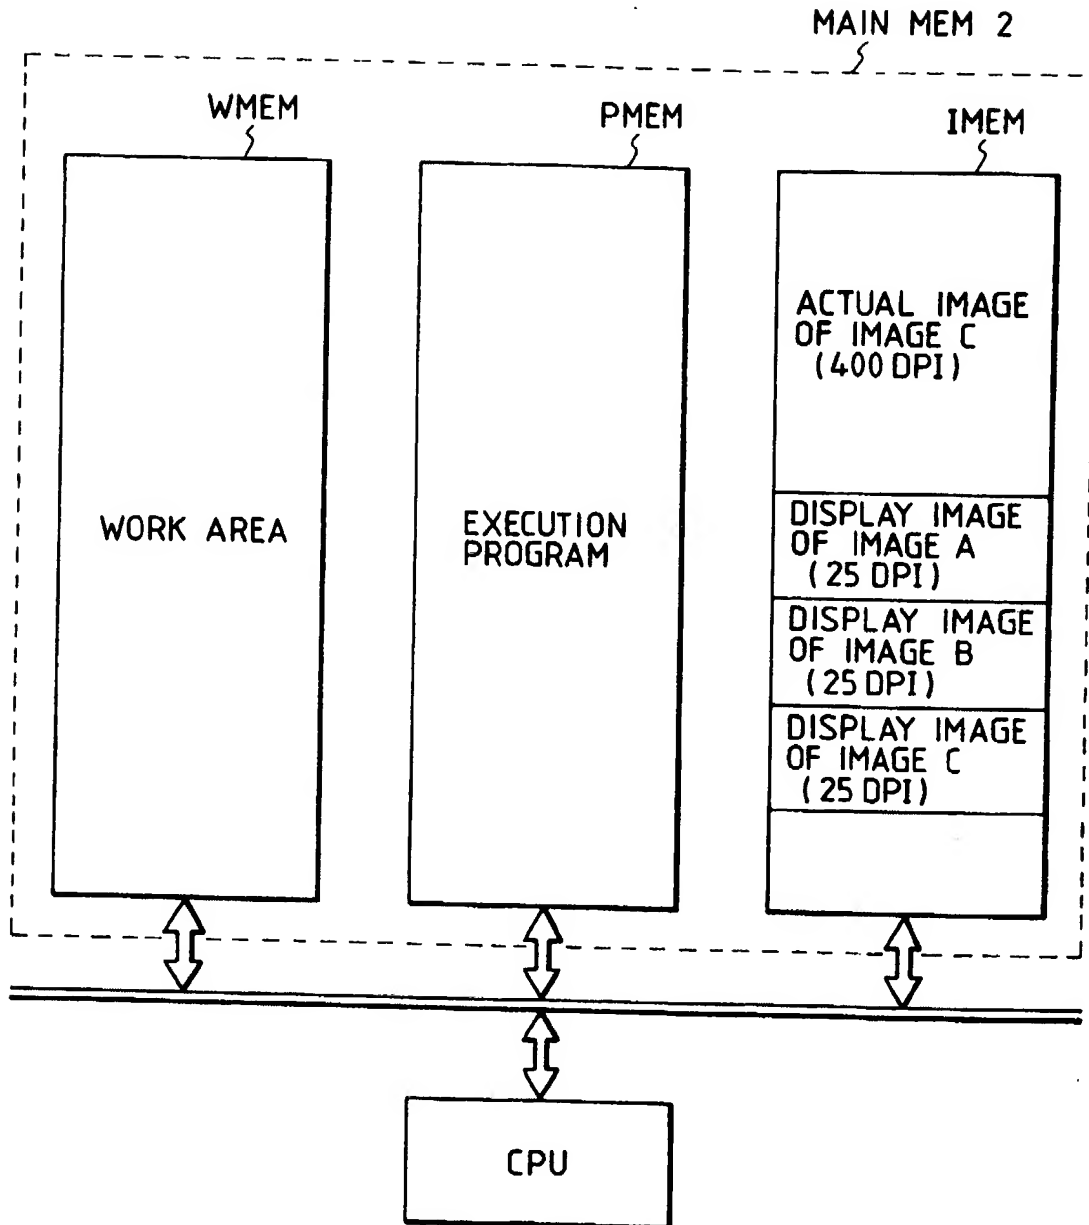 MAIN MEM 2
WMEM
PMEM
IMEM
WORK AREA
EXECUTION
PROGRAM
ACTUAL IMAGE
OF IMAGE C
(400 DPI)
DISPLAY IMAGE
OF IMAGE A
(25 DPI)
DISPLAY IMAGE
OF IMAGE B
(25 DPI)
DISPLAY IMAGE
OF IMAGE C
(25 DPI)
CPU